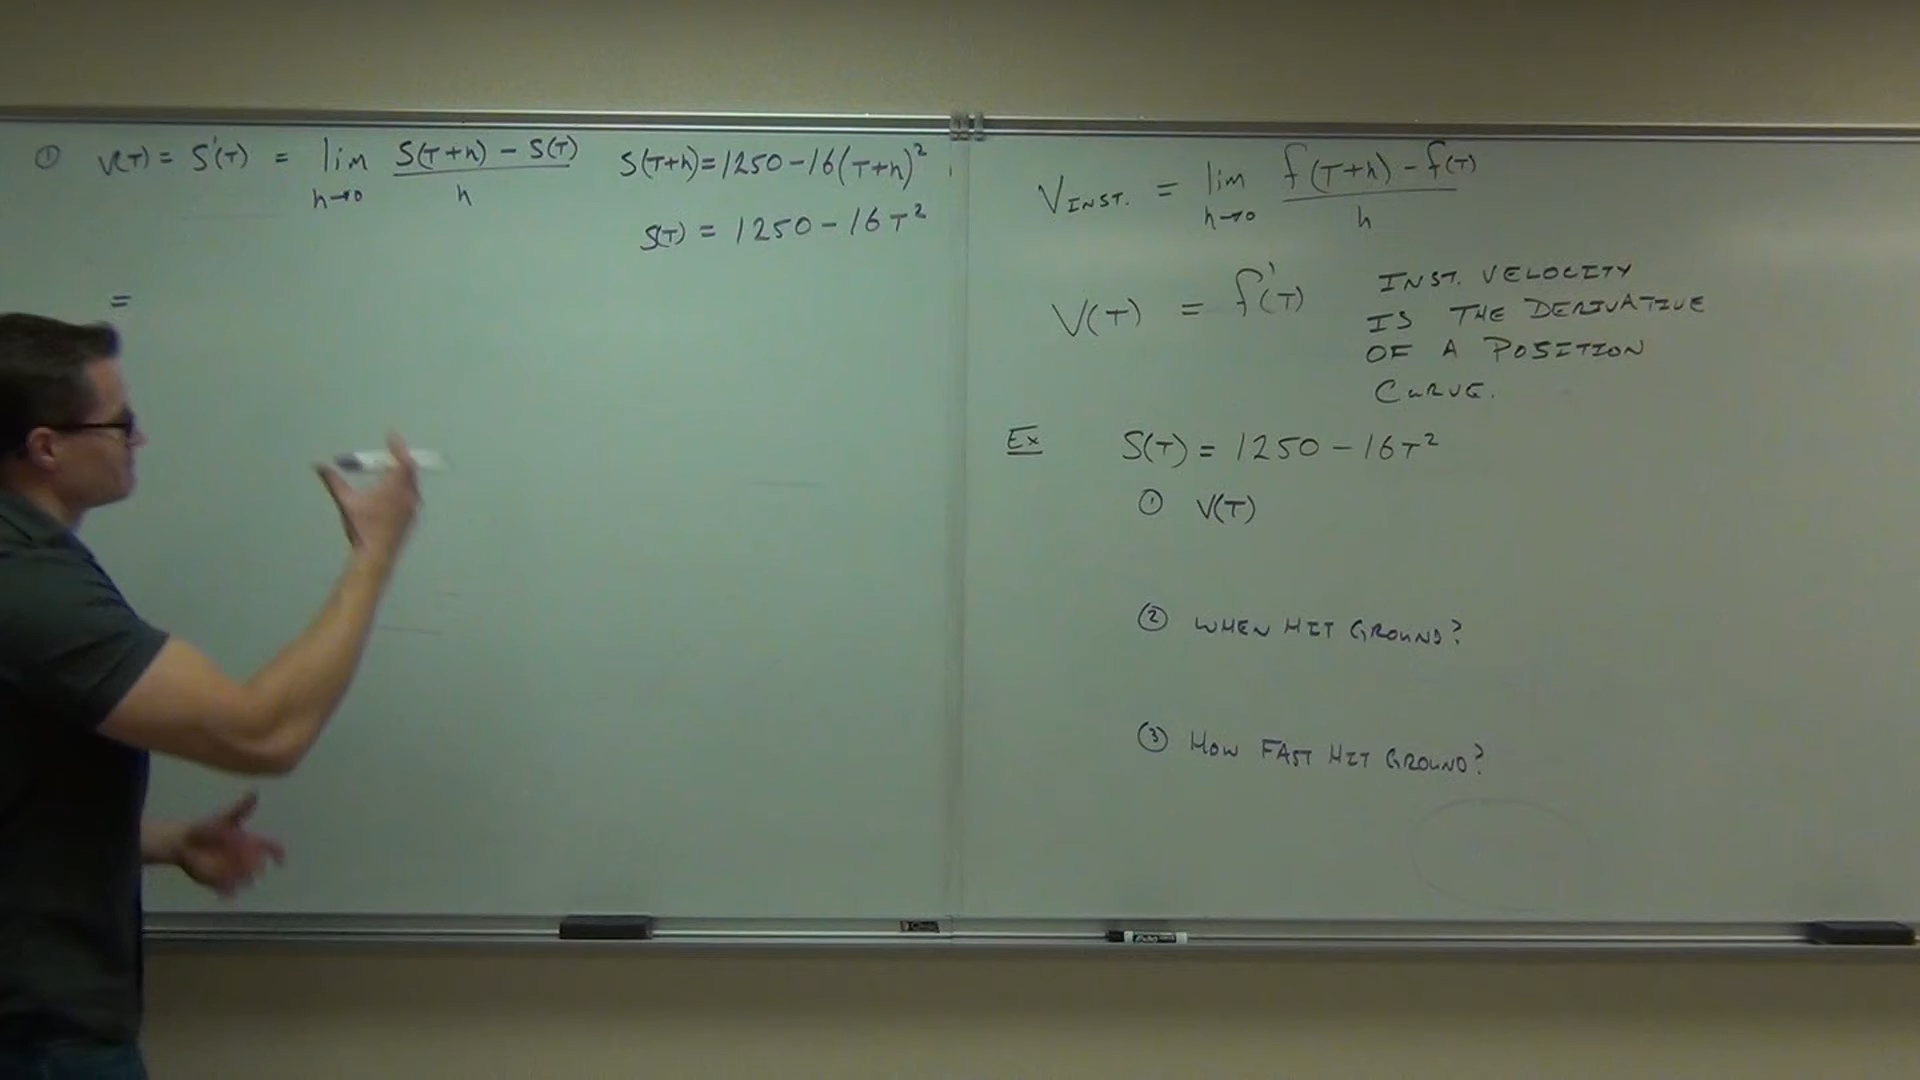 ① V(T) = S'(T) = lim h→0 S(T+h) - S(T) / h
S(T+h) = 1250 - 16(T+h)²
S(T) = 1250 - 16T²
=
V INST. = lim h→0 f(T+h) - f(T) / h
V(T) = f'(T)
INST. VELOCITY
IS THE DERIVATIVE
OF A POSITION
CURVE.
Ex S(T) = 1250 - 16T²
① V(T)
② WHEN HIT GROUND?
③ HOW FAST HIT GROUND?